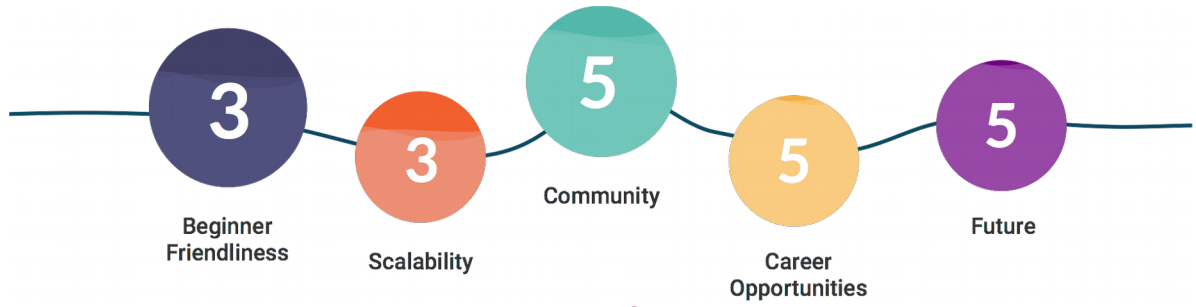 3
Beginner
Friendliness
3
Scalability
5
Community
5
Career
Opportunities
5
Future